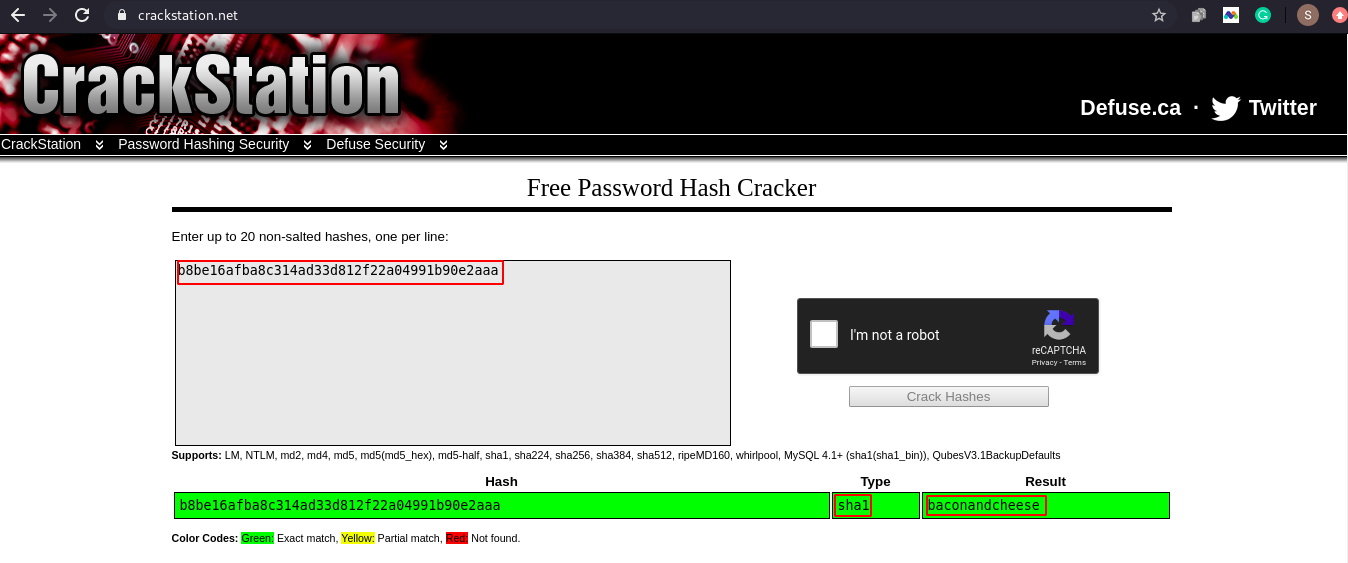 crackstation.net
S
CrackStation
Defuse.ca · Twitter
CrackStation Password Hashing Security Defuse Security
Free Password Hash Cracker
Enter up to 20 non-salted hashes, one per line:
b8be16afba8c314ad33d812f22a04991b90e2aaa
I'm not a robot
reCAPTCHA
Privacy - Terms
Crack Hashes
Supports: LM, NTLM, md2, md4, md5, md5(md5_hex), md5-half, sha1, sha224, sha256, sha384, sha512, ripeMD160, whirlpool, MySQL 4.1+ (sha1(sha1_bin)), QubesV3.1BackupDefaults
Hash Type Result
b8be16afba8c314ad33d812f22a04991b90e2aaa sha1 baconandcheese
Color Codes: Green: Exact match, Yellow: Partial match, Red: Not found.